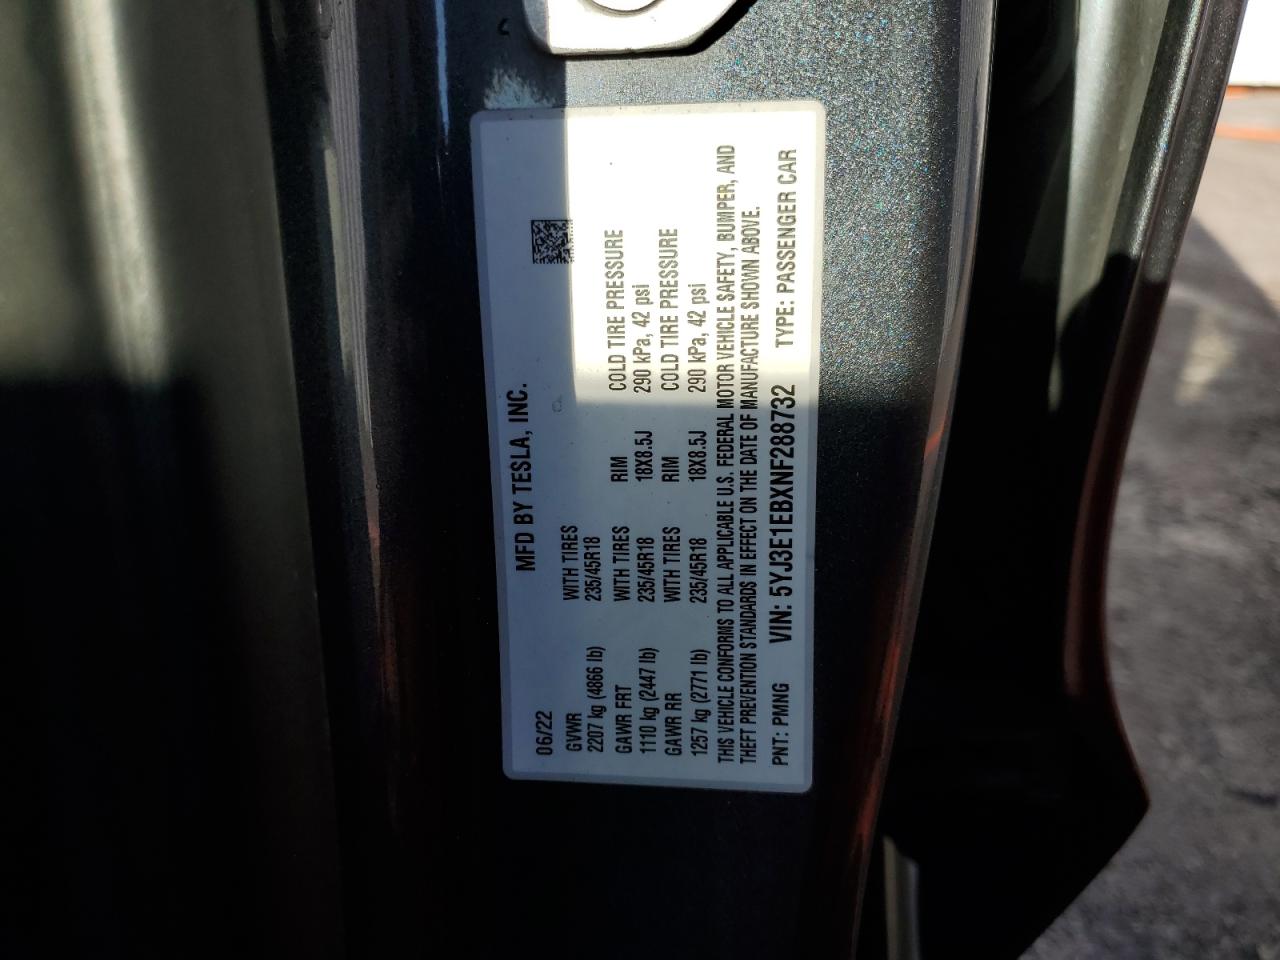 MFD BY TESLA, INC.
06/22
GVWR WITH TIRES
2207 kg (4866 lb) 235/45R18
GAWR FRT WITH TIRES RIM COLD TIRE PRESSURE
1110 kg (2447 lb) 235/45R18 18X8.5J 290 kPa, 42 psi
GAWR RR WITH TIRES RIM COLD TIRE PRESSURE
1257 kg (2771 lb) 235/45R18 18X8.5J 290 kPa, 42 psi
THIS VEHICLE CONFORMS TO ALL APPLICABLE U.S. FEDERAL MOTOR VEHICLE SAFETY, BUMPER, AND
THEFT PREVENTION STANDARDS IN EFFECT ON THE DATE OF MANUFACTURE SHOWN ABOVE.
PNT: PMNG VIN: 5YJ3E1EBXNF288732 TYPE: PASSENGER CAR